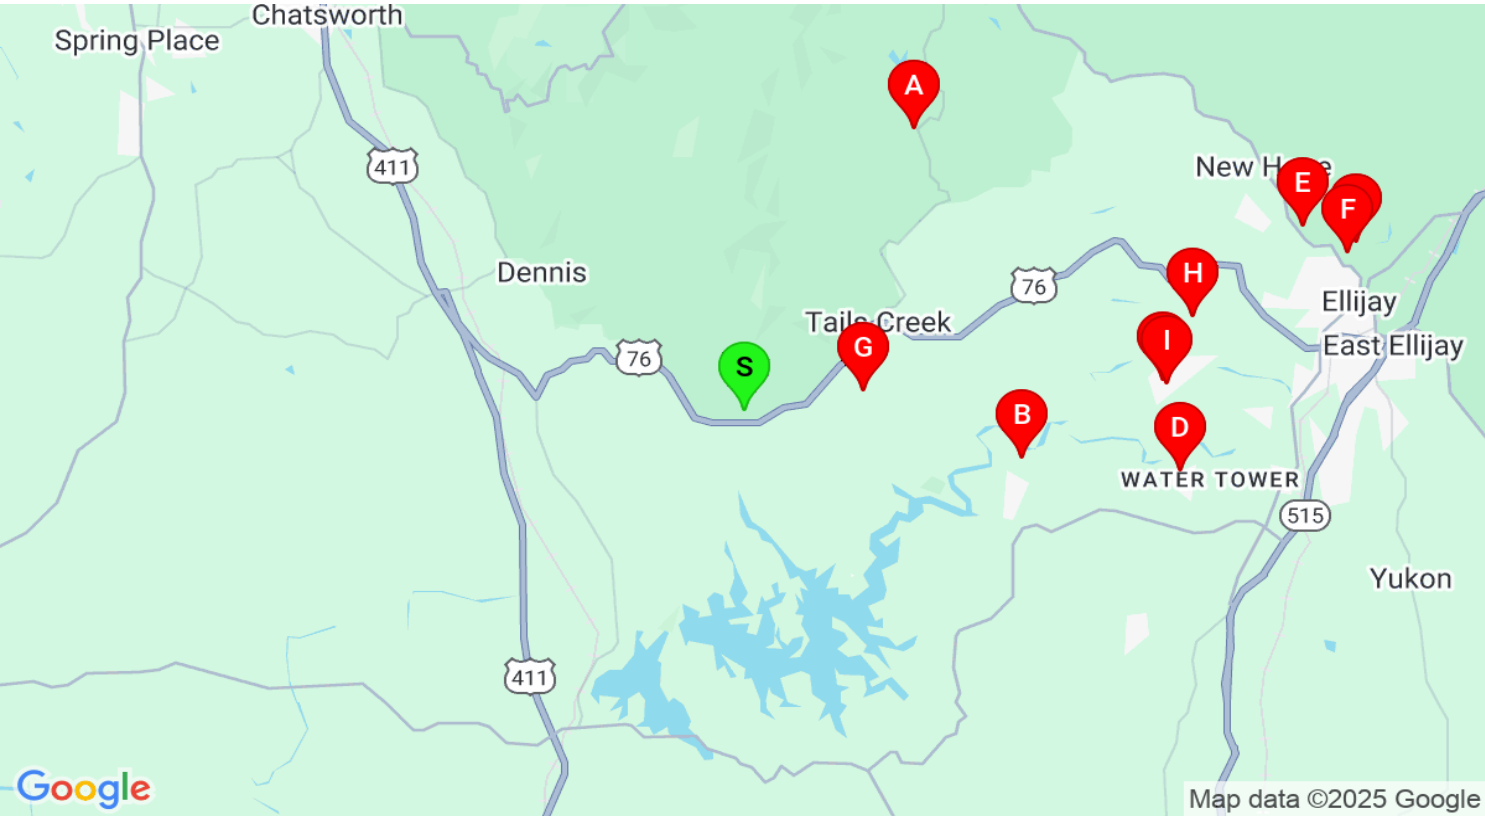 Chatsworth
Spring Place
A
411
New H
E
F
Dennis
H
76
Ellijay
Tails Creek
G
I
East Ellijay
76
S
B
D
WATER TOWER
515
Yukon
411
Google
Map data ©2025 Google